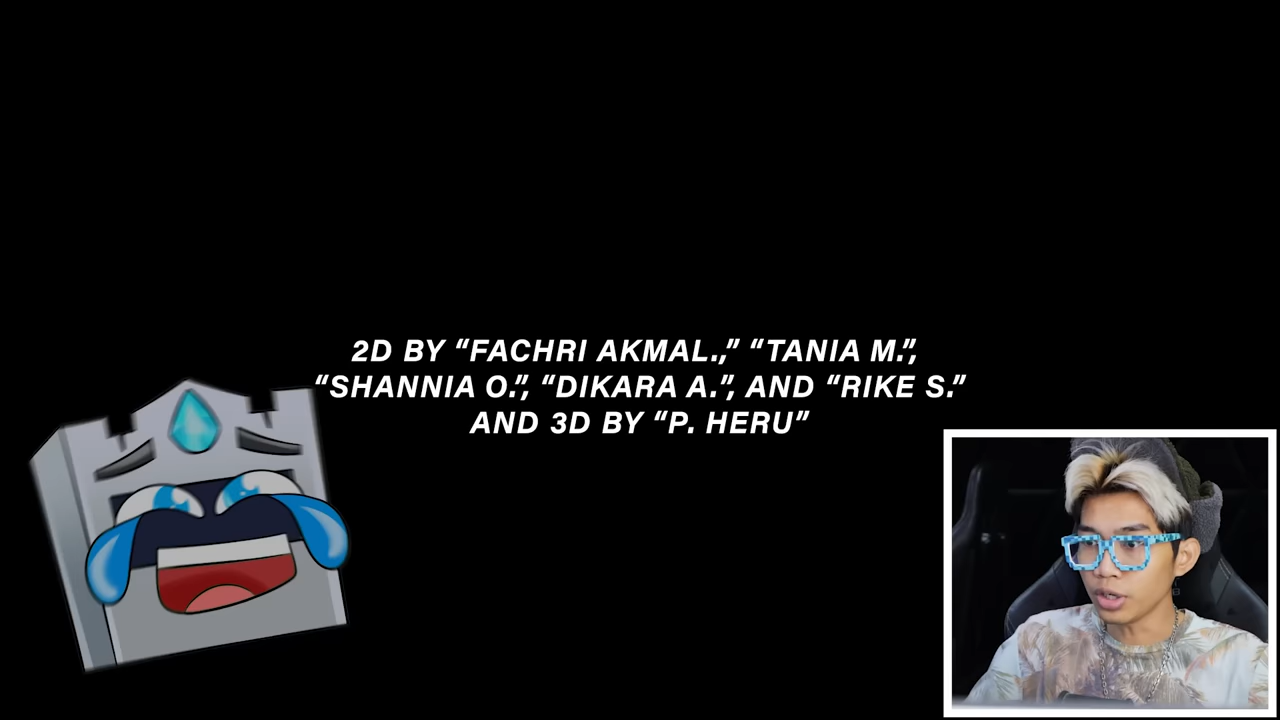 2D BY “FACHRI AKMAL.,” “TANIA M.”,
“SHANNIA O.”, “DIKARA A.”, AND “RIKE S.”
AND 3D BY “P. HERU”